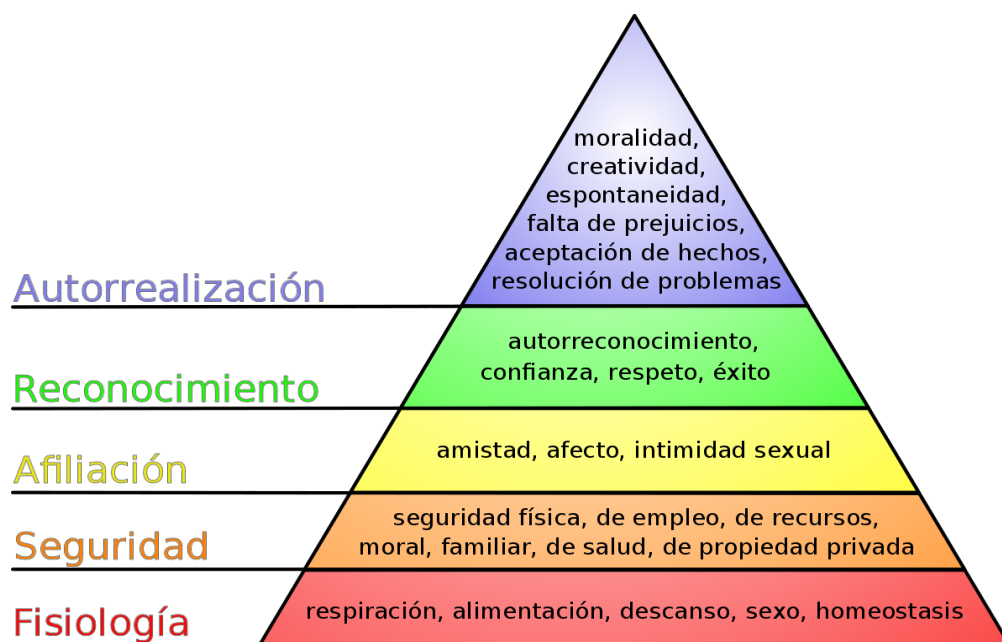 moralidad,
creatividad,
espontaneidad,
falta de prejuicios,
aceptación de hechos,
resolución de problemas
Autorrealización
autorreconocimiento,
confianza, respeto, éxito
Reconocimiento
amistad, afecto, intimidad sexual
Afiliación
seguridad física, de empleo, de recursos,
moral, familiar, de salud, de propiedad privada
Seguridad
respiración, alimentación, descanso, sexo, homeostasis
Fisiología